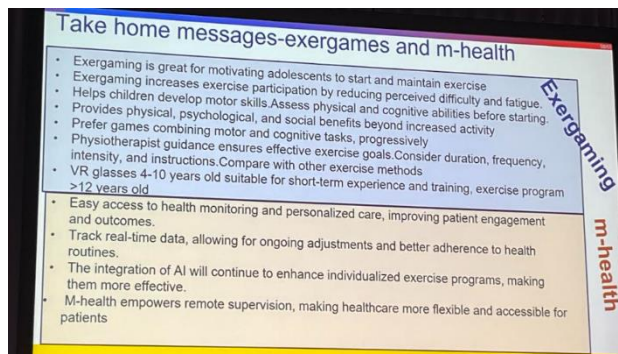 Take home messages-exergames and m-health
• Exergaming is great for motivating adolescents to start and maintain exercise
• Exergaming increases exercise participation by reducing perceived difficulty and fatigue.
• Helps children develop motor skills.Assess physical and cognitive abilities before starting.
• Provides physical, psychological, and social benefits beyond increased activity
• Prefer games combining motor and cognitive tasks, progressively
• Physiotherapist guidance ensures effective exercise goals.Consider duration, frequency,
intensity, and instructions.Compare with other exercise methods
• VR glasses 4-10 years old suitable for short-term experience and training, exercise program
>12 years old
Exergaming
• Easy access to health monitoring and personalized care, improving patient engagement
and outcomes.
• Track real-time data, allowing for ongoing adjustments and better adherence to health
routines.
• The integration of AI will continue to enhance individualized exercise programs, making
them more effective.
• M-health empowers remote supervision, making healthcare more flexible and accessible for
patients
m-health